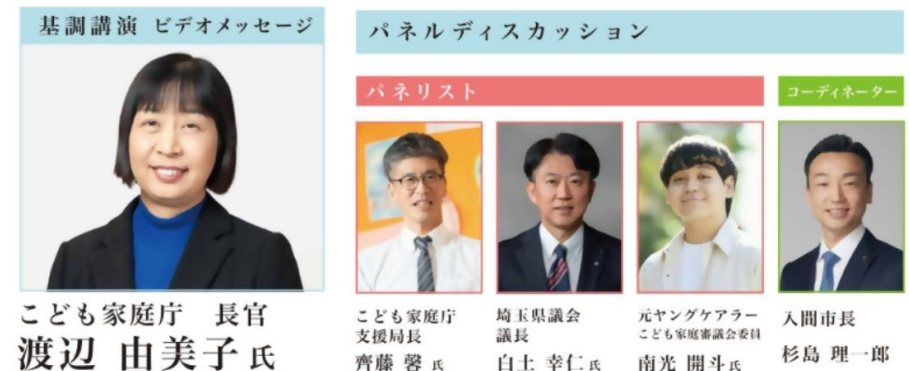 基調講演 ビデオメッセージ
こども家庭庁 長官
渡辺 由美子 氏
パネルディスカッション
パネリスト
コーディネーター
こども家庭庁
支援局長
齊藤 馨 氏
埼玉県議会
議長
白土 幸仁 氏
元ヤングケアラー
こども家庭審議会委員
南光 開斗 氏
入間市長
杉島 理一郎